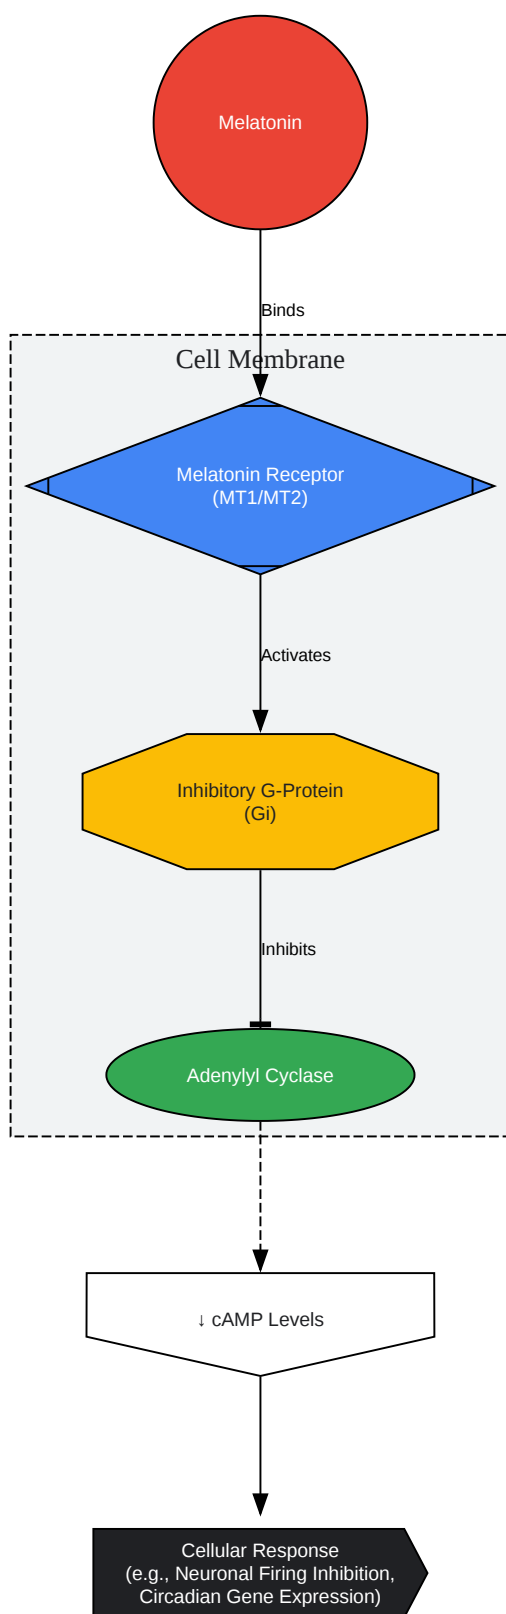 Melatonin
Binds
Cell Membrane
Melatonin Receptor
(MT1/MT2)
Activates
Inhibitory G-Protein
(Gi)
Inhibits
Adenylyl Cyclase
↓ cAMP Levels
Cellular Response
(e.g., Neuronal Firing Inhibition,
Circadian Gene Expression)